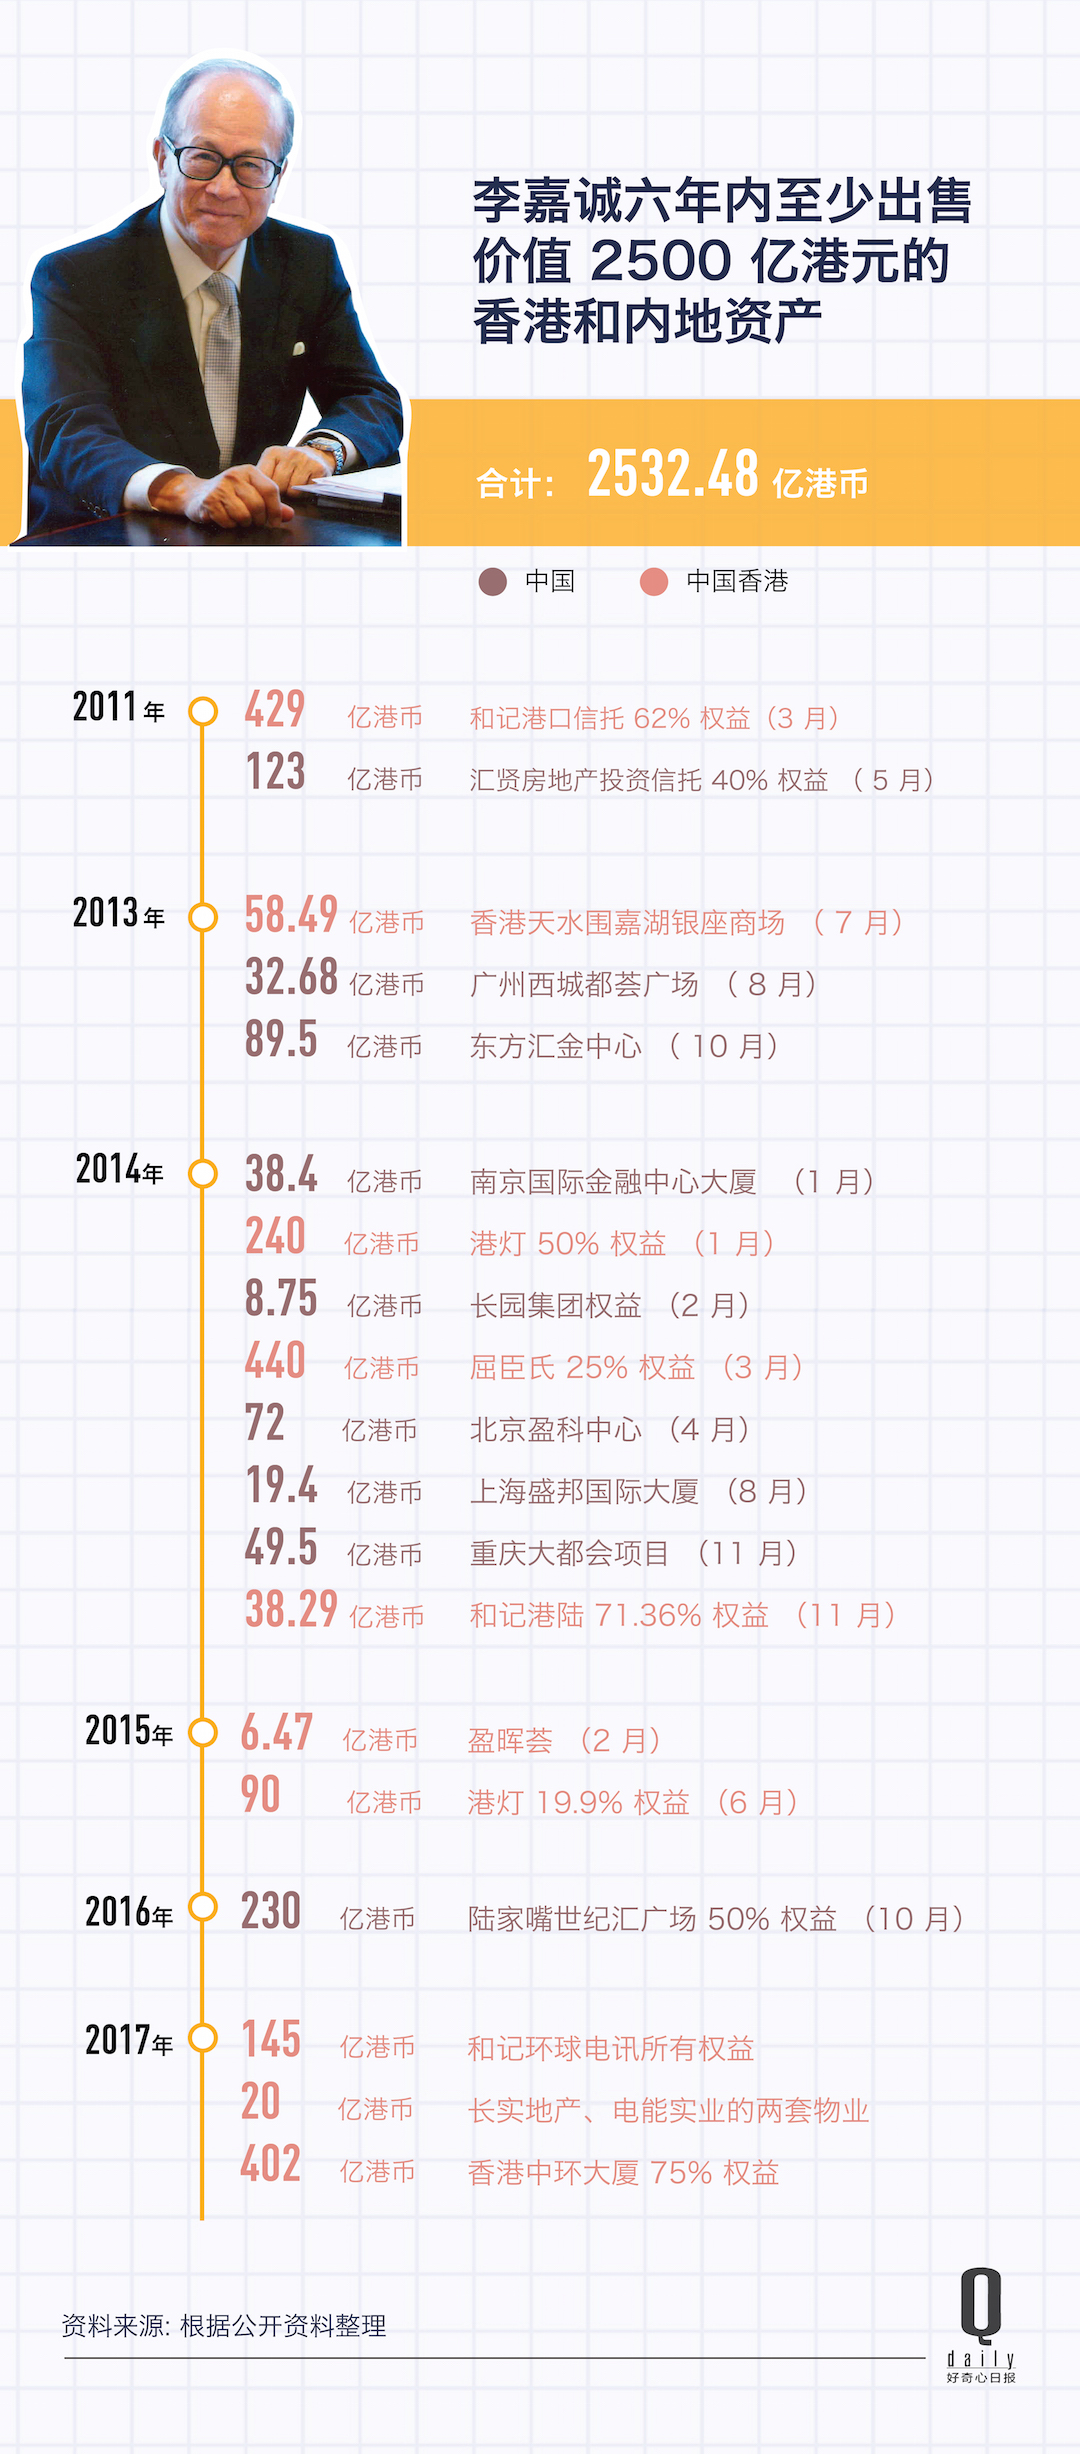 李嘉诚六年内至少出售
价值 2500 亿港元的
香港和内地资产
合计： 2532.48 亿港币
中国 中国香港
2011年 429 亿港币 和记港口信托 62% 权益（3 月）
123 亿港币 汇贤房地产投资信托 40% 权益 （ 5 月）
2013年 58.49 亿港币 香港天水围嘉湖银座商场 （ 7 月）
32.68 亿港币 广州西城都荟广场 （ 8 月）
89.5 亿港币 东方汇金中心 （ 10 月）
2014年 38.4 亿港币 南京国际金融中心大厦 （1 月）
240 亿港币 港灯 50% 权益 （1 月）
8.75 亿港币 长园集团权益 （2 月）
440 亿港币 屈臣氏 25% 权益 （3 月）
72 亿港币 北京盈科中心 （4 月）
19.4 亿港币 上海盛邦国际大厦 （8 月）
49.5 亿港币 重庆大都会项目 （11 月）
38.29 亿港币 和记港陆 71.36% 权益 （11 月）
2015年 6.47 亿港币 盈晖荟 （2 月）
90 亿港币 港灯 19.9% 权益 （6 月）
2016年 230 亿港币 陆家嘴世纪汇广场 50% 权益 （10 月）
2017年 145 亿港币 和记环球电讯所有权益
20 亿港币 长实地产、电能实业的两套物业
402 亿港币 香港中环大厦 75% 权益
资料来源: 根据公开资料整理
Q
daily
好奇心日报